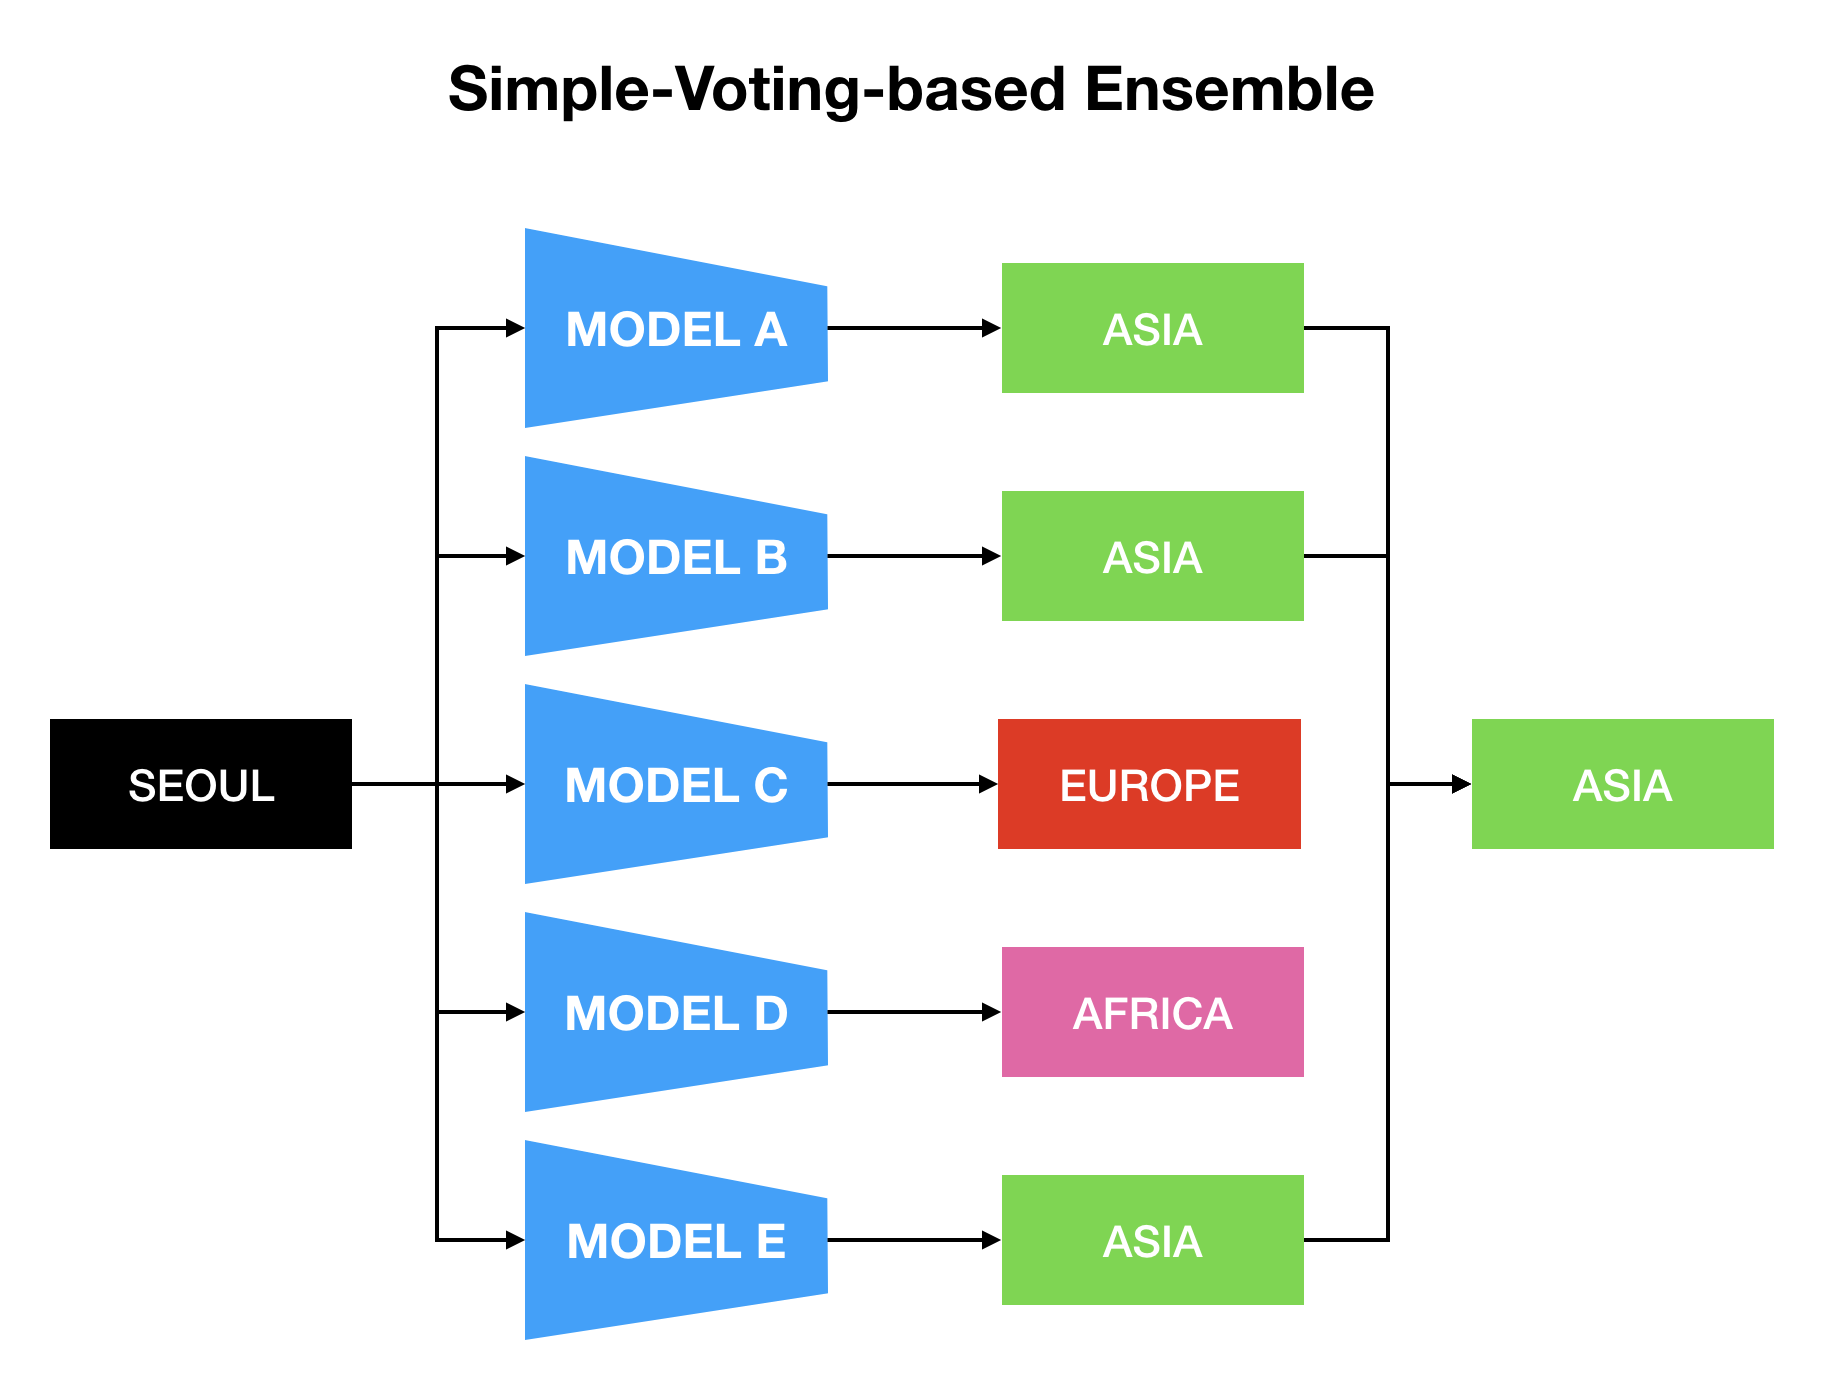 Simple-Voting-based Ensemble
MODEL A
ASIA
MODEL B
ASIA
SEOUL
MODEL C
EUROPE
ASIA
MODEL D
AFRICA
MODEL E
ASIA